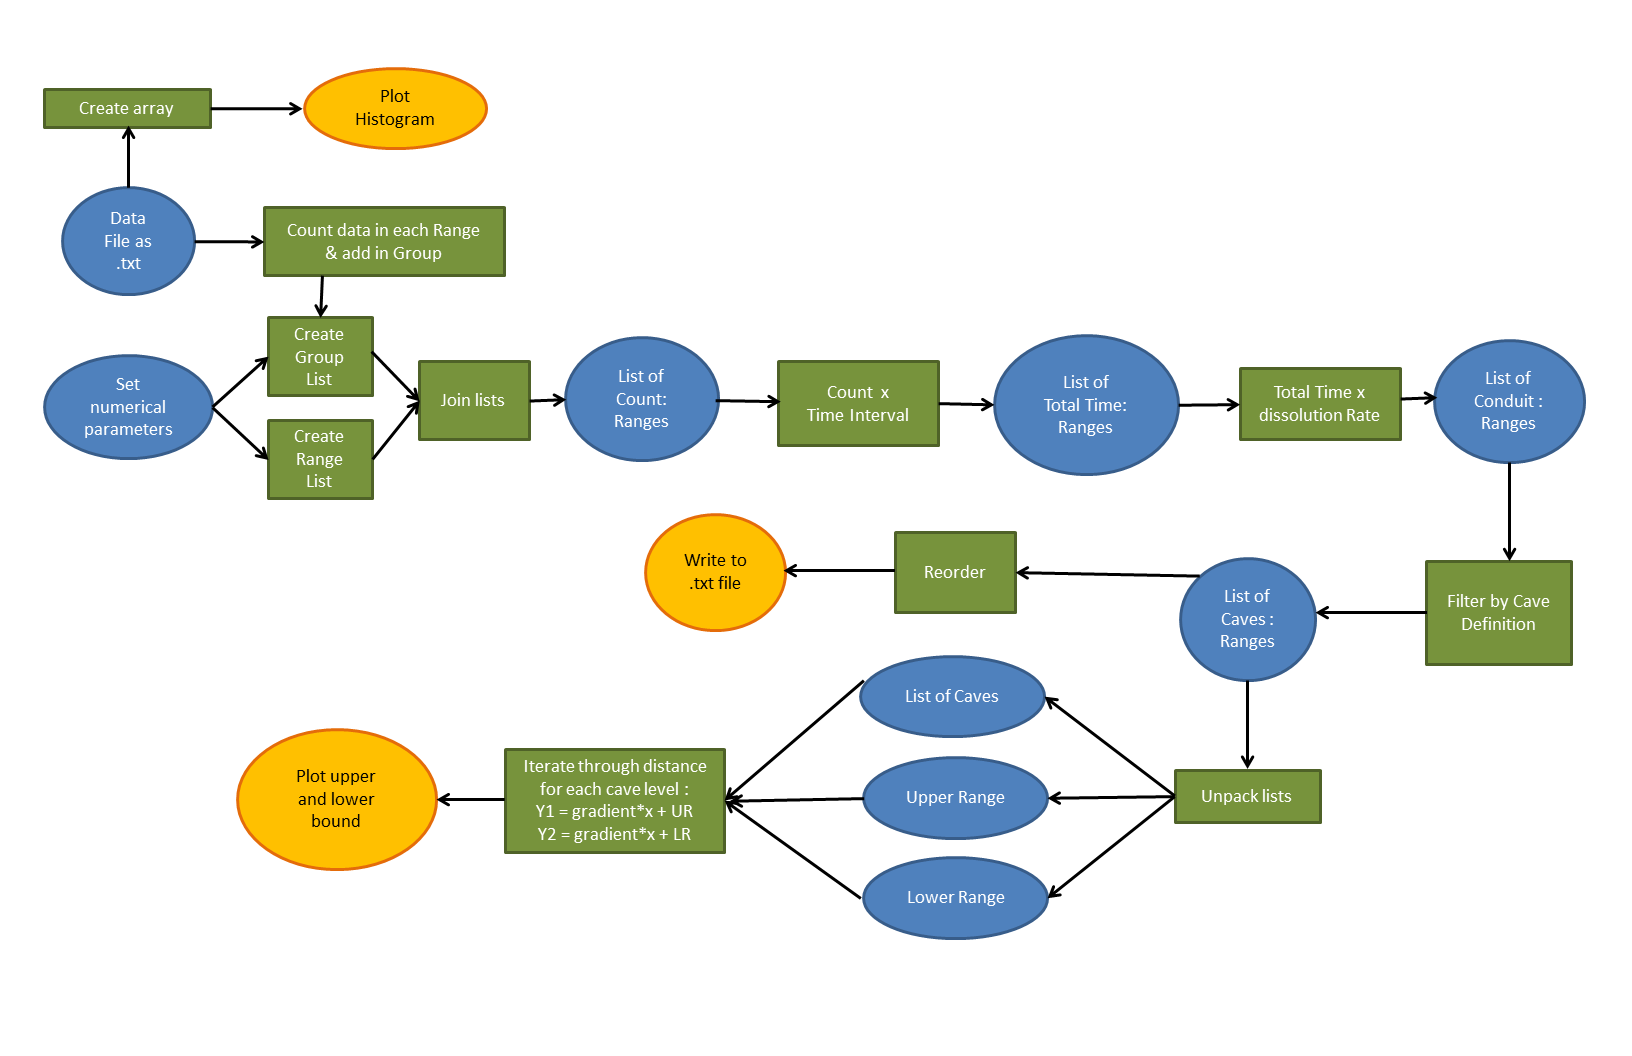 Create array
Plot
Histogram
Data
File as
.txt
Count data in each Range
& add in Group
Create
Group
List
Set
numerical
parameters
Create
Range
List
Join lists
List of
Count:
Ranges
Count x
Time Interval
List of
Total Time:
Ranges
Total Time x
dissolution Rate
List of
Conduit :
Ranges
Write to
.txt file
Reorder
List of
Caves :
Ranges
Filter by Cave
Definition
List of Caves
Plot upper
and lower
bound
Iterate through distance
for each cave level :
Y1 = gradient*x + UR
Y2 = gradient*x + LR
Upper Range
Unpack lists
Lower Range